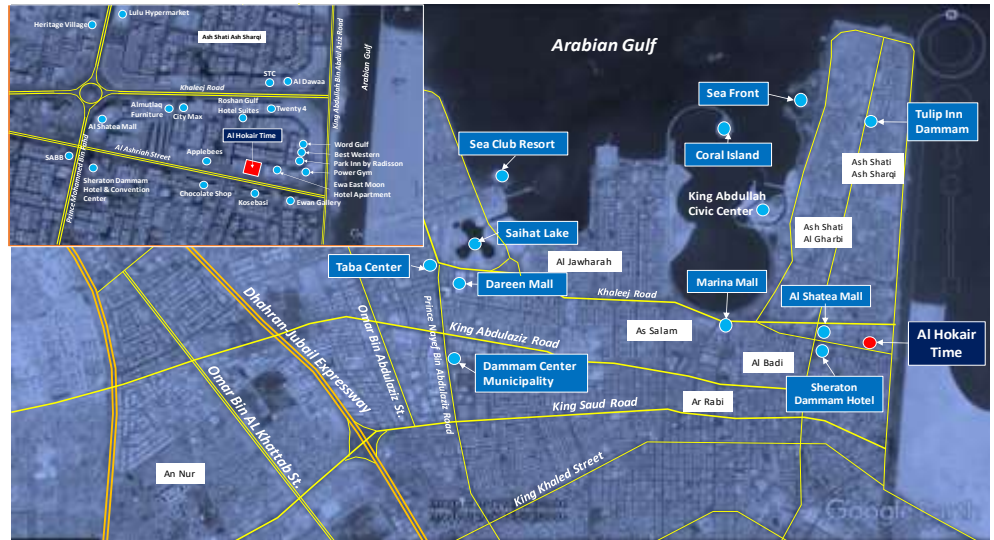 Lulu Hypermarket
Heritage Village
Ash Shati Ash Sharqi
King Abdullah Bin Abdul Aziz Road
Arabian Gulf
STC
Al Dawaa
Khaleej Road
Almutlaq
Furniture
City Max
Roshan Gulf
Hotel Suites
Twenty 4
Al Shatea Mall
Al Hokair Time
Al Ashriah Street
Applebees
Word Gulf
Best Western
Park Inn by Radisson
Power Gym
SABB
Sheraton Dammam
Hotel & Convention
Center
Prince Mohammed Bin Road
Chocolate Shop
Kosebasi
Ewa East Moon
Hotel Apartment
Ewan Gallery
Arabian Gulf
Sea Front
Tulip Inn
Dammam
Sea Club Resort
Coral Island
Ash Shati
Ash Sharqi
King Abdullah
Civic Center
Saihat Lake
Ash Shati
Al Gharbi
Taba Center
Al Jawharah
Dareen Mall
Marina Mall
Al Shatea Mall
Khaleej Road
Dhahran-Jubail Expressway
Omar Bin Abdulaziz St.
Prince Nayef Bin Abdulaziz Road
King Abdulaziz Road
As Salam
Al Hokair
Time
Al Badi
Dammam Center
Municipality
Sheraton
Dammam Hotel
Omar Bin AL Khattab St.
King Saud Road
Ar Rabi
An Nur
King Khaled Street
Google